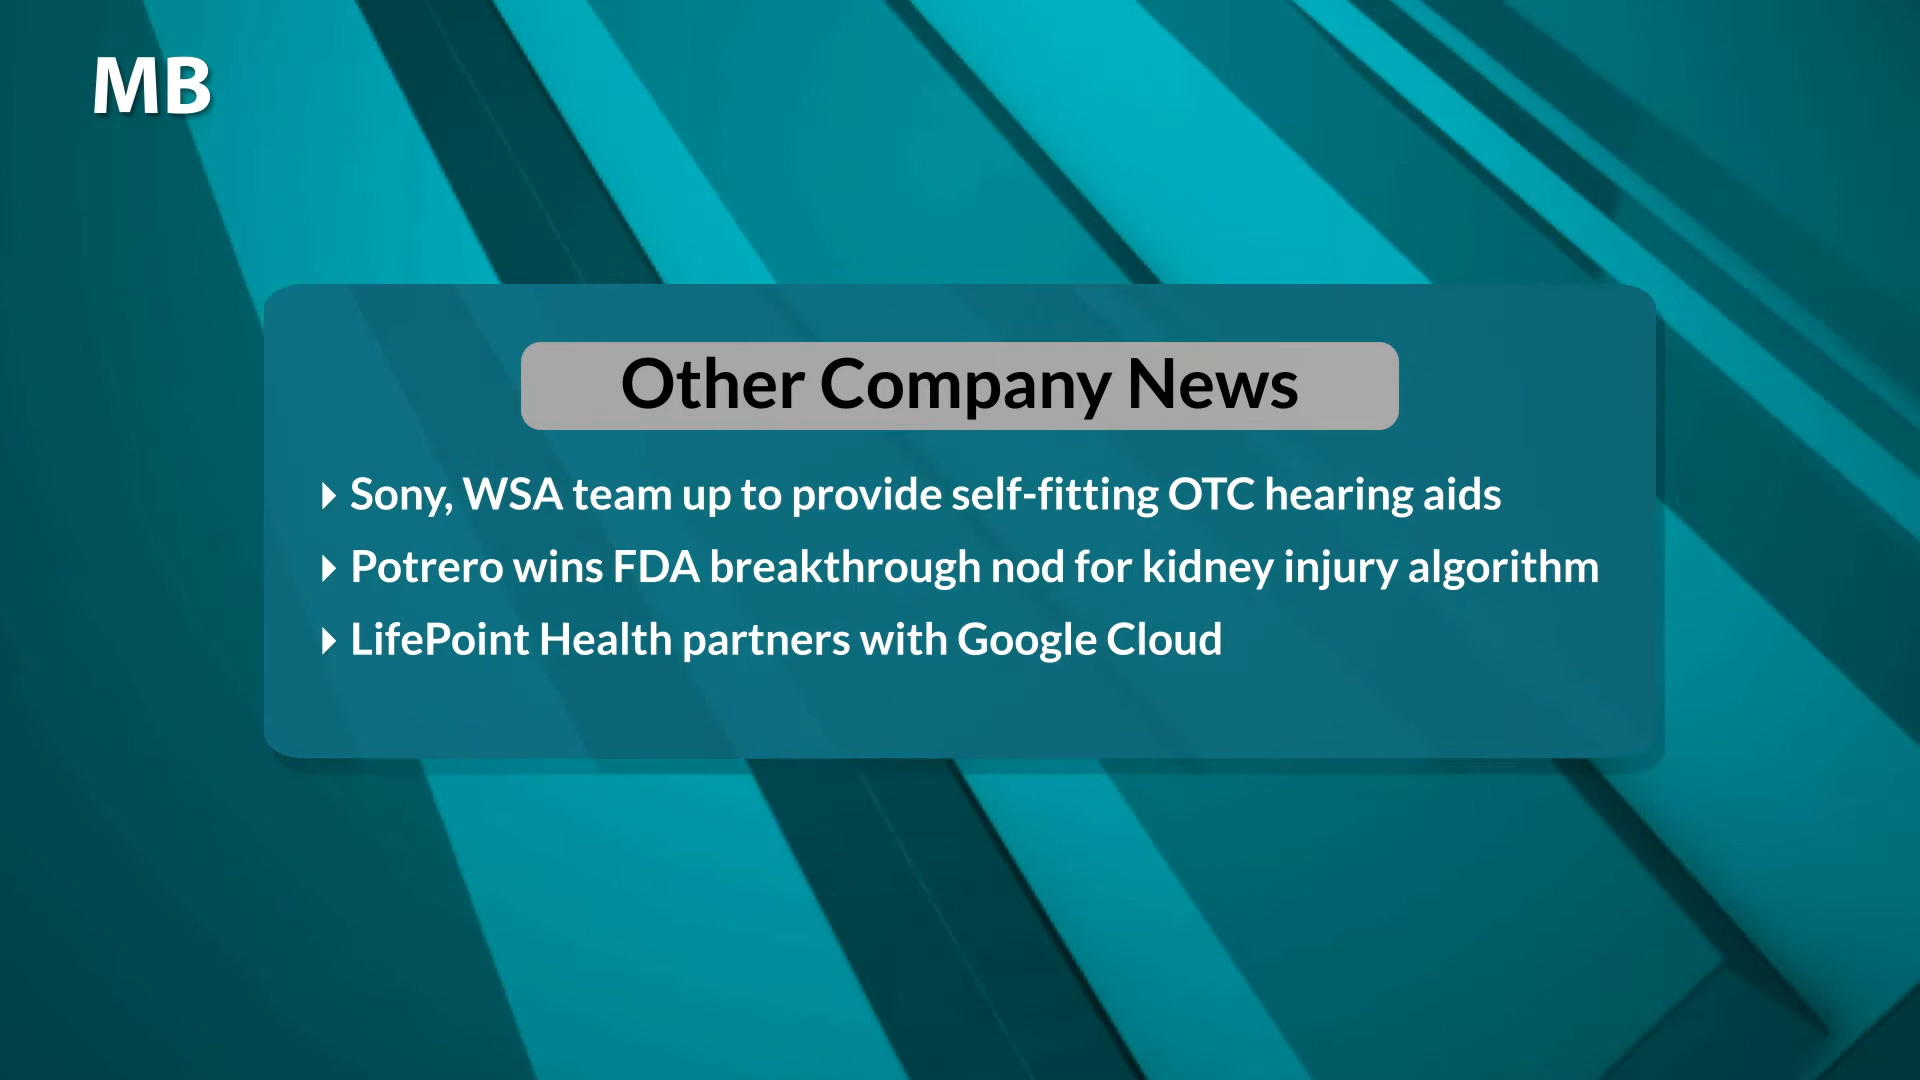 MB
Other Company News
Sony, WSA team up to provide self-fitting OTC hearing aids
Potrero wins FDA breakthrough nod for kidney injury algorithm
LifePoint Health partners with Google Cloud